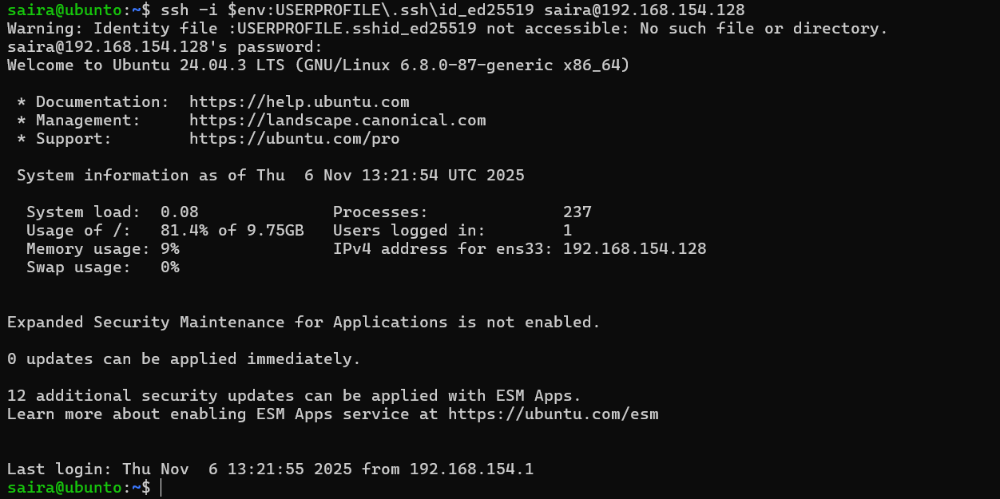 saira@ubunto:~$ ssh -i $env:USERPROFILE\.ssh\id_ed25519 saira@192.168.154.128
Warning: Identity file :USERPROFILE.sshid_ed25519 not accessible: No such file or directory.
saira@192.168.154.128's password:
Welcome to Ubuntu 24.04.3 LTS (GNU/Linux 6.8.0-87-generic x86_64)

 * Documentation:  https://help.ubuntu.com
 * Management:     https://landscape.canonical.com
 * Support:        https://ubuntu.com/pro

 System information as of Thu  6 Nov 13:21:54 UTC 2025

  System load:  0.08              Processes:              237
  Usage of /:   81.4% of 9.75GB   Users logged in:        1
  Memory usage: 9%                IPv4 address for ens33: 192.168.154.128
  Swap usage:   0%


Expanded Security Maintenance for Applications is not enabled.

0 updates can be applied immediately.

12 additional security updates can be applied with ESM Apps.
Learn more about enabling ESM Apps service at https://ubuntu.com/esm


Last login: Thu Nov  6 13:21:55 2025 from 192.168.154.1
saira@ubunto:~$